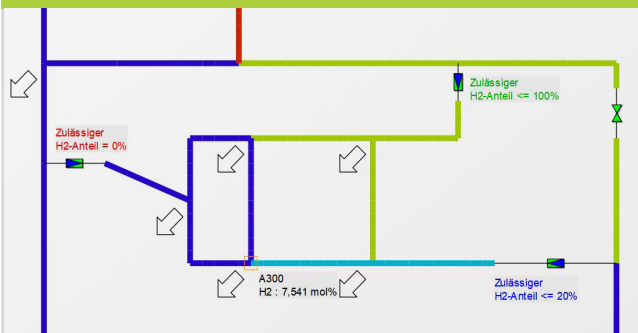 Zulässiger
H2-Anteil <= 100%
Zulässiger
H2-Anteil = 0%
A300
H2 : 7,541 mol%
Zulässiger
H2-Anteil <= 20%